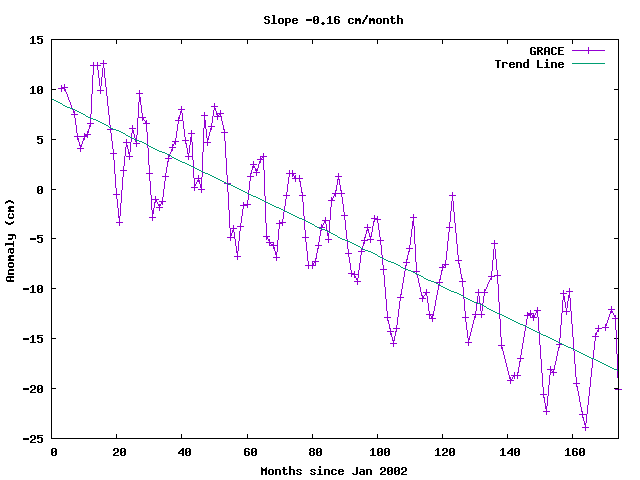 Slope -0.16 cm/month
GRACE
Trend Line
15
10
5
0
-5
-10
-15
-20
-25
Anomaly (cm)
0 20 40 60 80 100 120 140 160
Months since Jan 2002